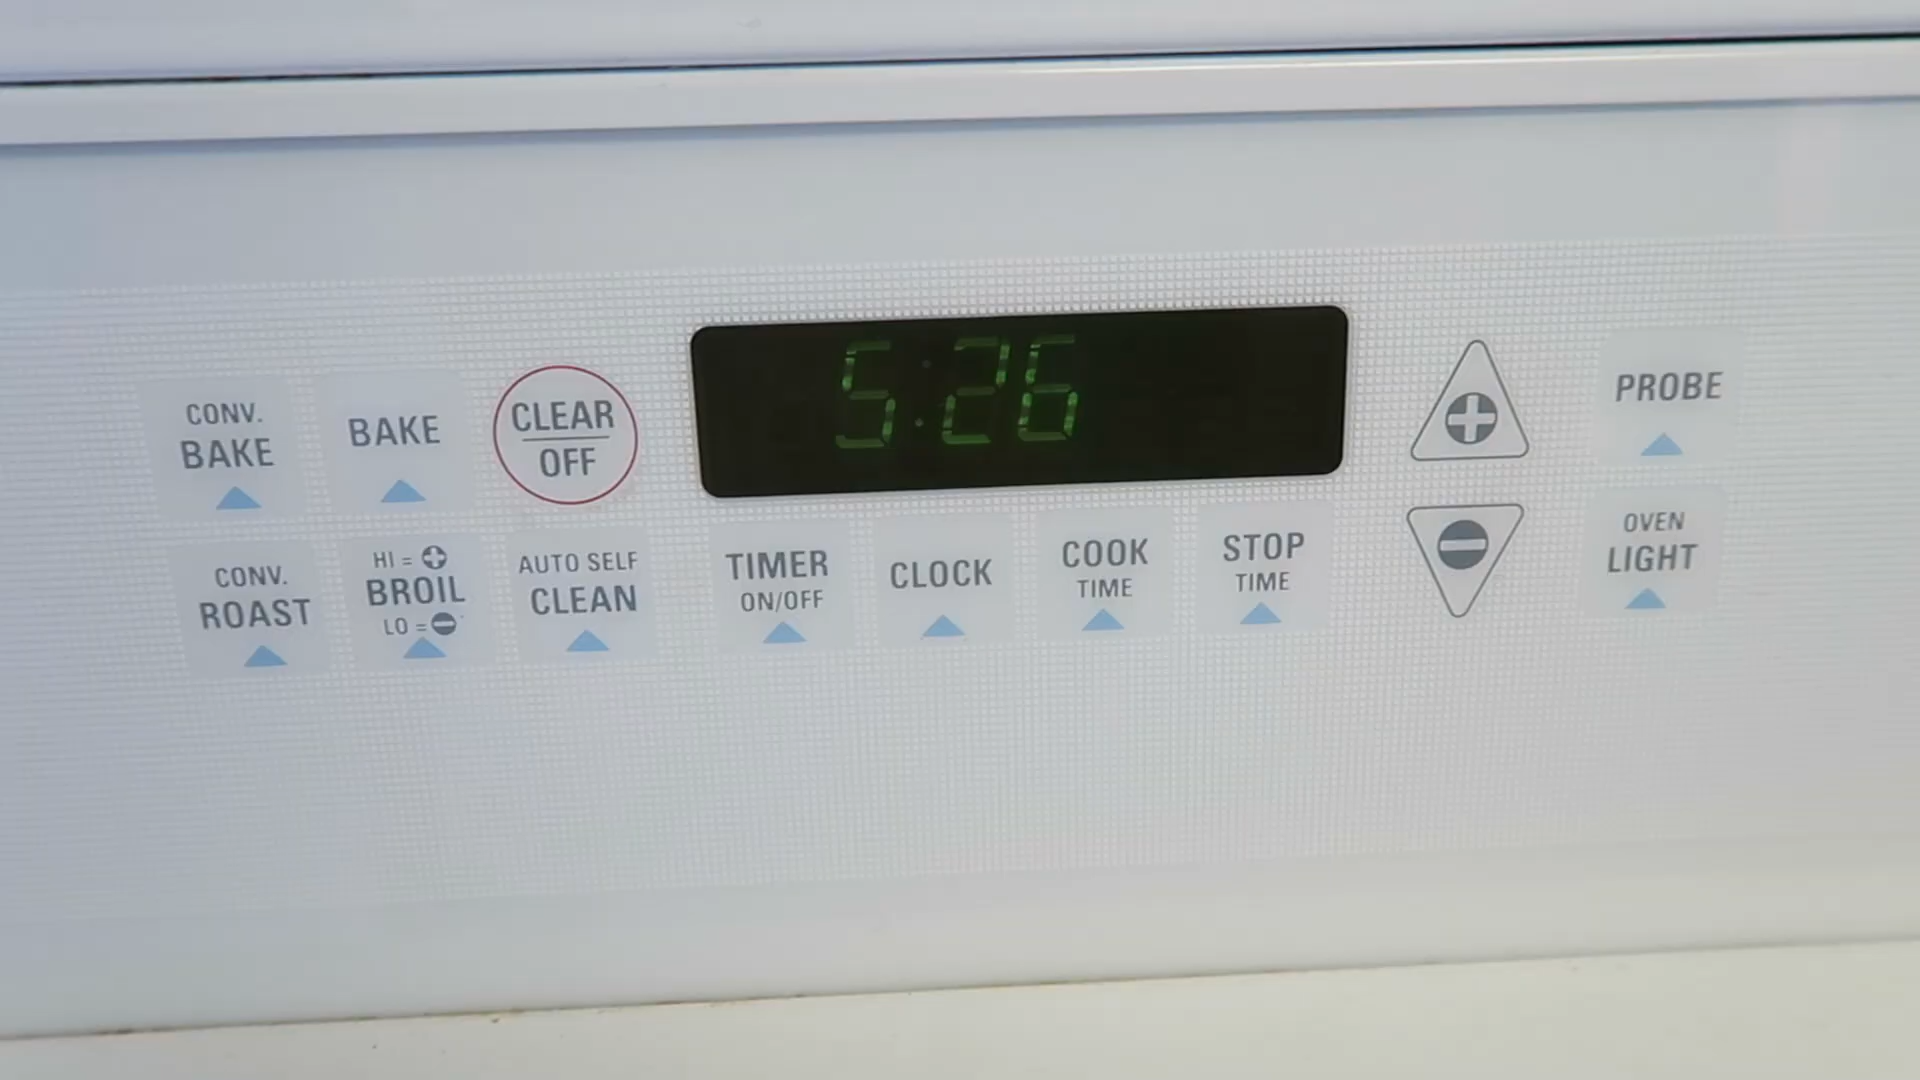 5:26
CONV.
BAKE
BAKE
CLEAR
OFF
PROBE
CONV.
ROAST
HI =
BROIL
LO =
AUTO SELF
CLEAN
TIMER
ON/OFF
CLOCK
COOK
TIME
STOP
TIME
OVEN
LIGHT